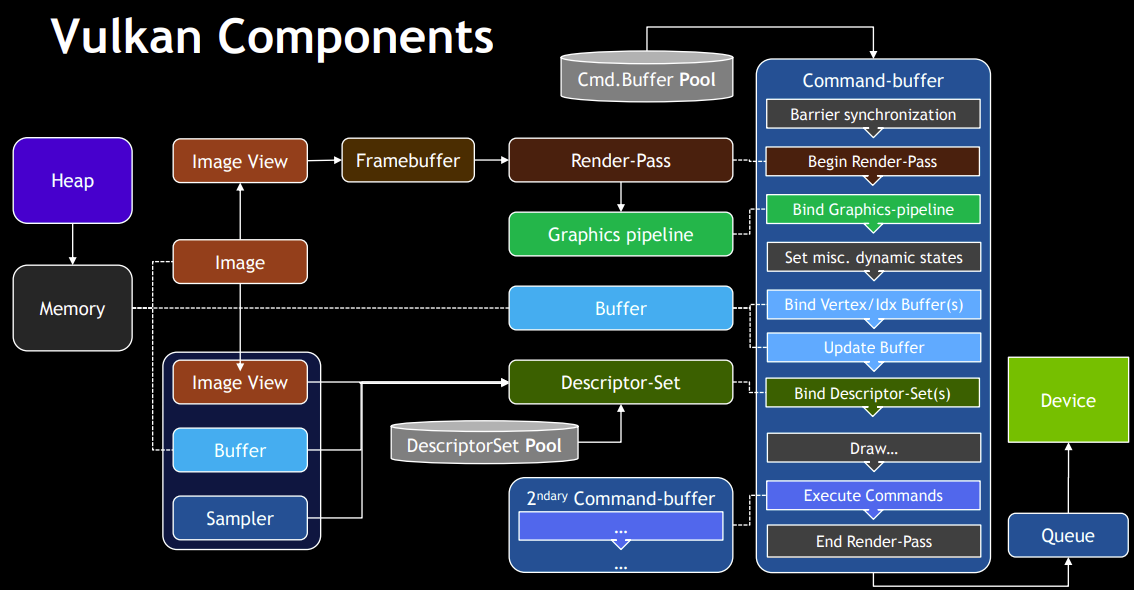 Vulkan Components
Cmd.Buffer Pool
Command-buffer
Barrier synchronization
Begin Render-Pass
Bind Graphics-pipeline
Set misc. dynamic states
Bind Vertex/Idx Buffer(s)
Update Buffer
Bind Descriptor-Set(s)
Draw…
Execute Commands
End Render-Pass
Heap
Memory
Image View
Framebuffer
Render-Pass
Graphics pipeline
Image
Buffer
Image View
Buffer
Sampler
Descriptor-Set
DescriptorSet Pool
2ndary Command-buffer
…
…
Device
Queue